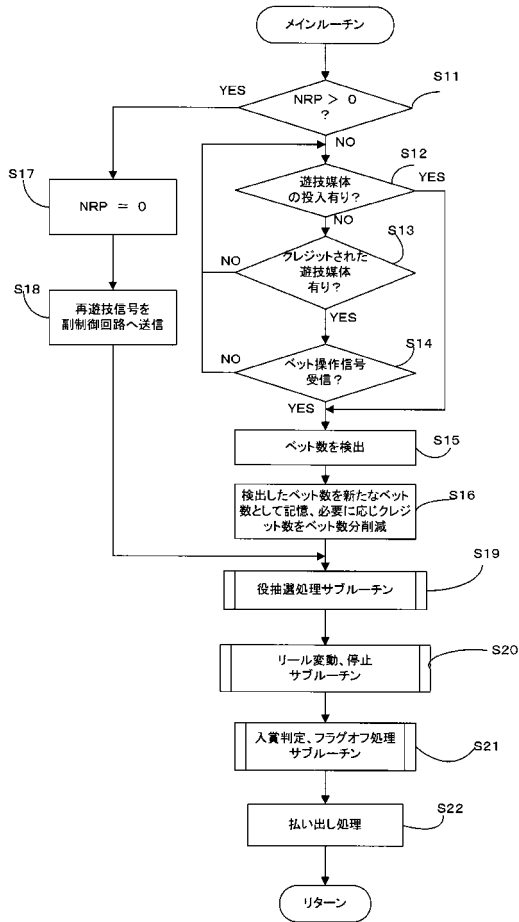 メインルーチン
S11
YES
NRP > 0
?
NO
S12
遊技媒体
の投入有り?
YES
NO
S17
NRP = 0
S13
クレジットされた
遊技媒体
有り?
NO
YES
S18
再遊技信号を
副制御回路へ送信
S14
ベット操作信号
受信?
NO
YES
ベット数を検出
S15
検出したベット数を新たなベット
数として記憶、必要に応じクレ
ジット数をベット数分削減
S16
役抽選処理サブルーチン
S19
リール変動、停止
サブルーチン
S20
入賞判定、フラグオフ処理
サブルーチン
S21
払い出し処理
S22
リターン